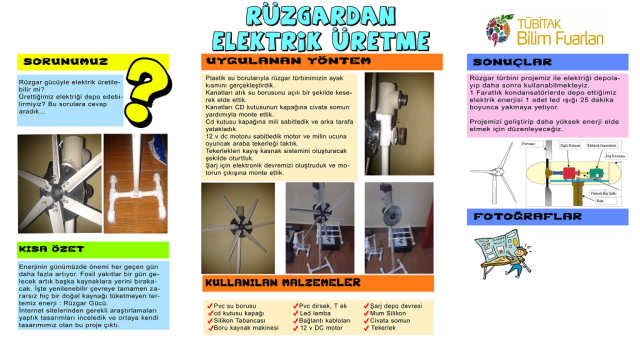 RÜZGARDAN
ELEKTRİK ÜRETME
TÜBİTAK
Bilim Fuarları
SORUNUMUZ
Rüzgar gücüyle elektrik üretile-
bilir mi?
Ürettiğimiz elektriği depo edebi-
lirmiyiz? Bu sorulara cevap
aradık...
KISA ÖZET
Enerjinin günümüzde önemi her geçen gün
daha fazla artıyor. Fosil yakıtlar bir gün ge-
lecek artık başka kaynaklara yerini bıraka-
cak. İşte yenilenebilir çevreye tamamen za-
rarsız hiç bir doğal kaynağı tüketmeyen ter-
temiz enerji : Rüzgar Gücü.
İnternet sitelerinden gerekli araştırlamaları
yaptık tasarımları inceledik ve ortaya kendi
tasarımımız olan bu proje çıktı.
UYGULANAN YÖNTEM
Plastik su borularıyla rüzgar türbinimizin ayak
kısmını gerçekleştirdik.
Kanatları atık su borusunu açılı bir şekilde kese-
rek elde ettik.
Kanatları CD kutusunun kapağına civata somun
yardımıyla monte ettik.
Cd kutusu kapağına mili sabitledik ve arka tarafa
yatakladık.
12 v dc motoru sabitledik motor ve milin ucuna
oyuncak araba tekerleği taktık.
Tekerlekleri kayış kasnak sistemini oluşturacak
şekilde oturttuk.
Şarj için elektronik devremizi oluştruduk ve mo-
torun çıkışına monte ettik.
KULLANILAN MALZEMELER
Pvc su borusu
cd kutusu kapağı
Silikon Tabancası
Boru kaynak makinesi
Pvc dirsek, T ek
Led lamba
Bağlantı kabloları
12 v DC motor
Şarj depo devresi
Mum Silikon
Civata somun
Tekerlek
SONUÇLAR
Rüzgar türbini projemiz ile elektriği depola-
yıp daha sonra kullanabilmekteyiz.
1 Faratlık kondansatörlerde depo ettiğimiz
elektrik enerjisi 1 adet led ışığı 25 dakika
boyunca yakmaya yetiyor.
Projemizi geliştirip daha yüksek enerji elde
etmek için düzenleyeceğiz.
Pervane
Dişli Kutusu
Kule
FOTOĞRAFLAR